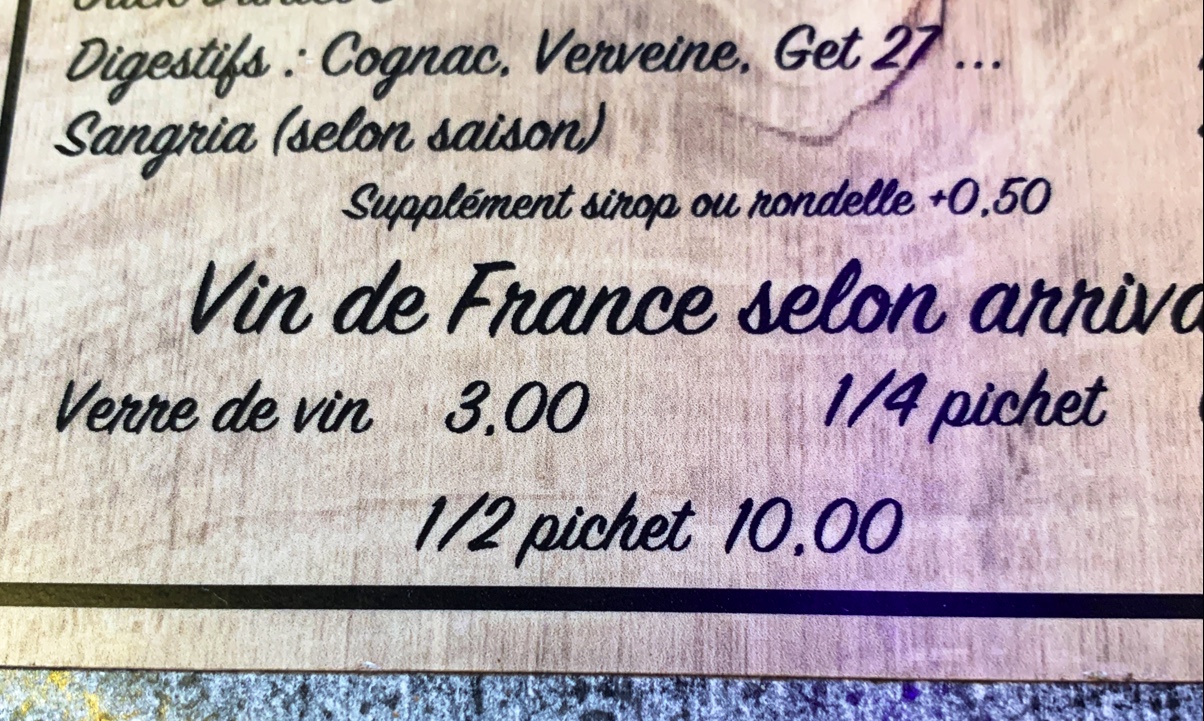 Digestifs : Cognac, Verveine, Get 27 ...
Sangria (selon saison)
Supplément sirop ou rondelle +0,50
Vin de France selon
Verre de vin 3,00 1/4 pichet
1/2 pichet 10,00